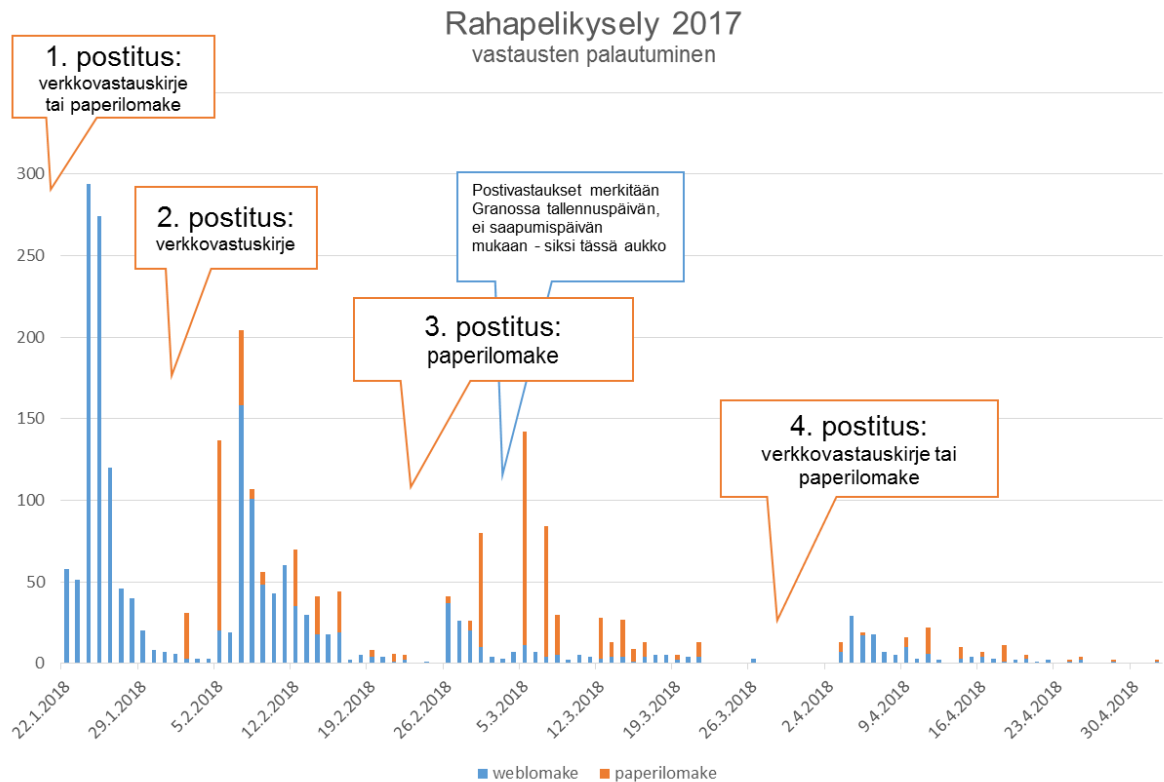 Rahapelikysely 2017
vastausten palautuminen
1. postitus:
verkkovastauskirje
tai paperilomake
2. postitus:
verkkovastuskirje
Postivastaukset merkitään
Granossa tallennuspäivän,
ei saapumispäivän
mukaan – siksi tässä aukko
3. postitus:
paperilomake
4. postitus:
verkkovastauskirje tai
paperilomake
300
250
200
150
100
50
0
22.1.2018
29.1.2018
5.2.2018
12.2.2018
19.2.2018
26.2.2018
5.3.2018
12.3.2018
19.3.2018
26.3.2018
2.4.2018
9.4.2018
16.4.2018
23.4.2018
30.4.2018
weblomake paperilomake